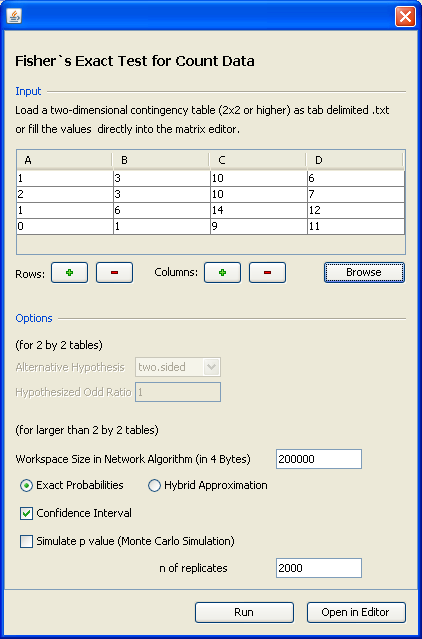 Fisher`s Exact Test for Count Data
Input
Load a two-dimensional contingency table (2x2 or higher) as tab delimited .txt
or fill the values directly into the matrix editor.
A B C D
1 3 10 6
2 3 10 7
1 6 14 12
0 1 9 11
Rows: + - Columns: + - Browse
Options
(for 2 by 2 tables)
Alternative Hypothesis two.sided
Hypothesized Odd Ratio 1
(for larger than 2 by 2 tables)
Workspace Size in Network Algorithm (in 4 Bytes) 200000
Exact Probabilities Hybrid Approximation
Confidence Interval
Simulate p value (Monte Carlo Simulation)
n of replicates 2000
Run Open in Editor